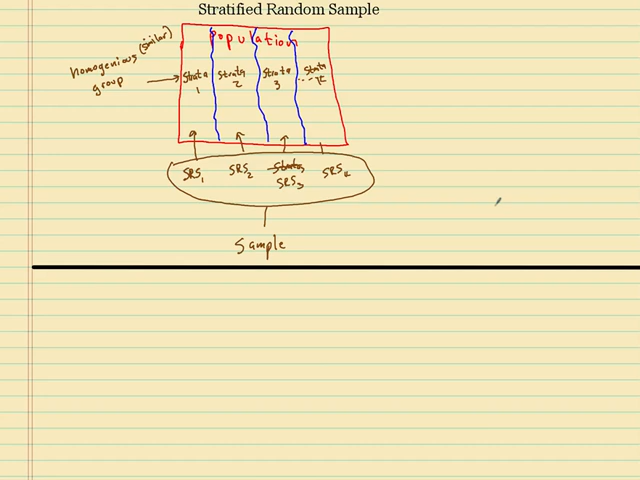 Stratified Random Sample
Population
homogenious (similar)
group
Strata
1
Strata
2
Strata
3
... Strata
K
SRS1
SRS2
Strata
SRS3
SRSK
Sample